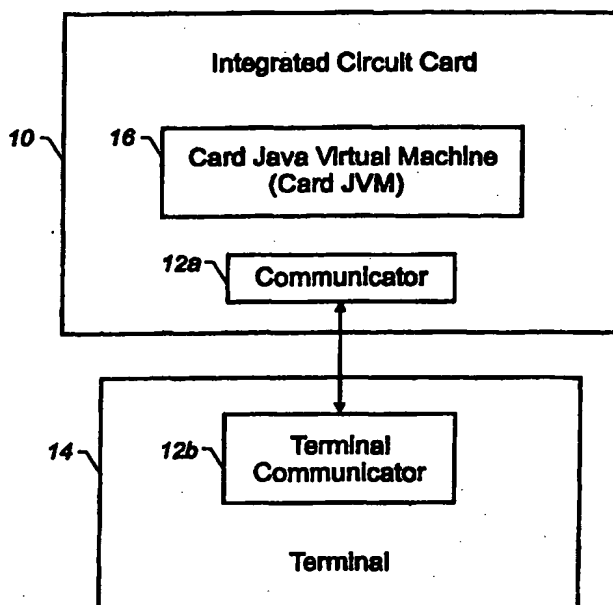 Integrated Circuit Card
10
16
Card Java Virtual Machine
(Card JVM)
12a
Communicator
14
12b
Terminal
Communicator
Terminal